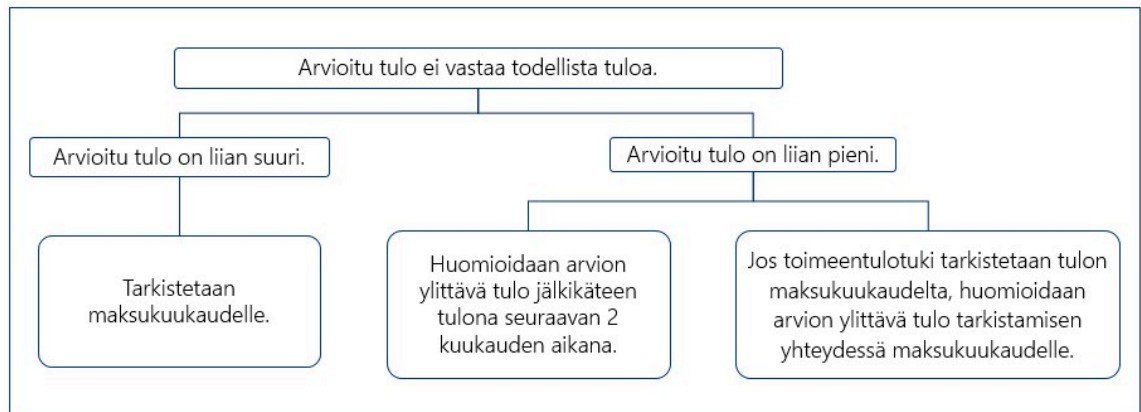 Arvioitu tulo ei vastaa todellista tuloa.
Arvioitu tulo on liian suuri.
Arvioitu tulo on liian pieni.
Tarkistetaan
maksukuukaudelle.
Huomioidaan arvion
ylittävä tulo jälkikäteen
tulona seuraavan 2
kuukauden aikana.
Jos toimeentulotuki tarkistetaan tulon
maksukuukaudelta, huomioidaan
arvion ylittävä tulo tarkistamisen
yhteydessä maksukuukaudelle.